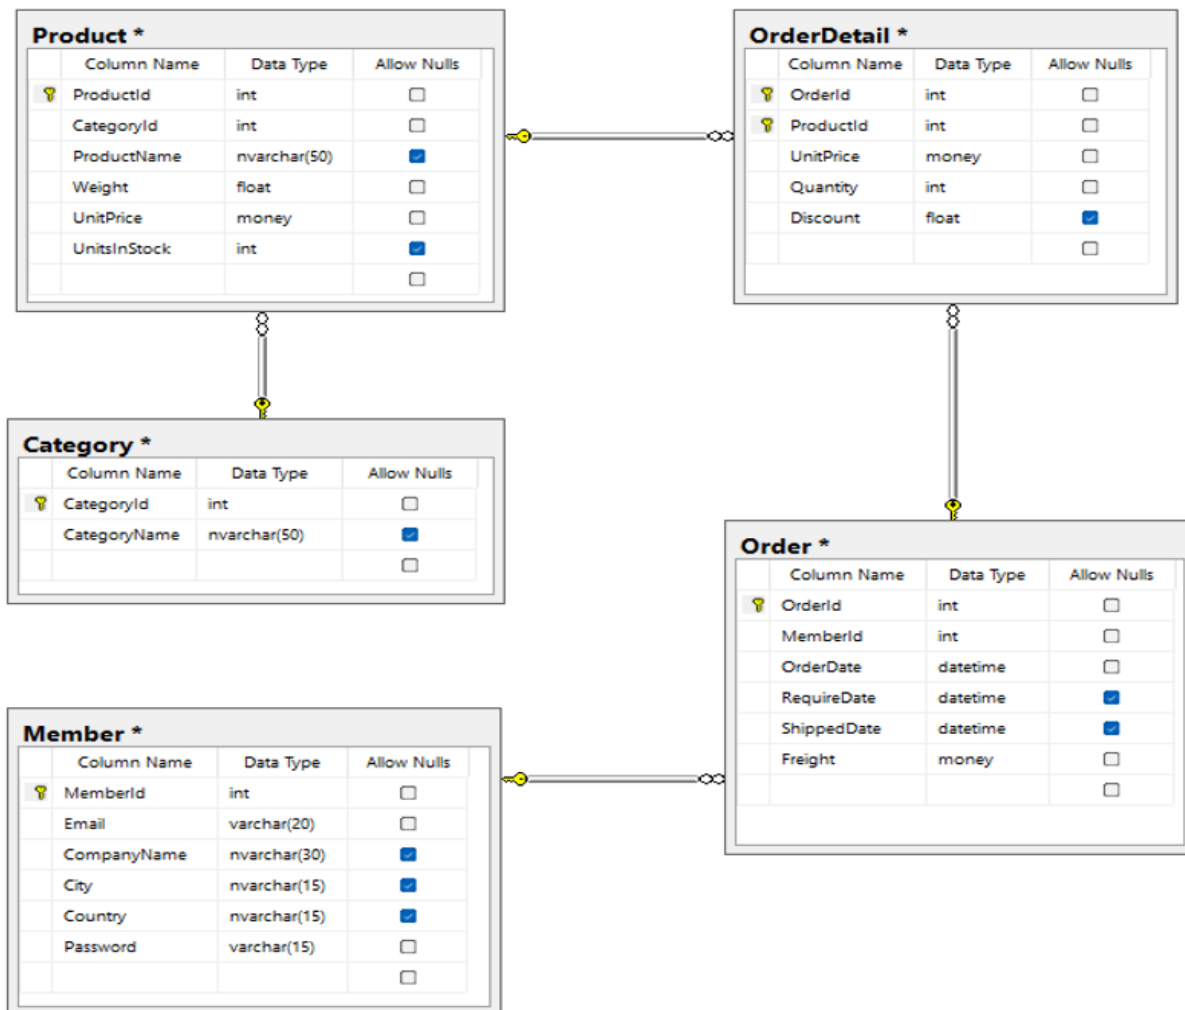 Product *
Column Name Data Type Allow Nulls
ProductId int
CategoryId int
ProductName nvarchar(50)
Weight float
UnitPrice money
UnitsInStock int
OrderDetail *
Column Name Data Type Allow Nulls
OrderId int
ProductId int
UnitPrice money
Quantity int
Discount float
Category *
Column Name Data Type Allow Nulls
CategoryId int
CategoryName nvarchar(50)
Order *
Column Name Data Type Allow Nulls
OrderId int
MemberId int
OrderDate datetime
RequireDate datetime
ShippedDate datetime
Freight money
Member *
Column Name Data Type Allow Nulls
MemberId int
Email varchar(20)
CompanyName nvarchar(30)
City nvarchar(15)
Country nvarchar(15)
Password varchar(15)